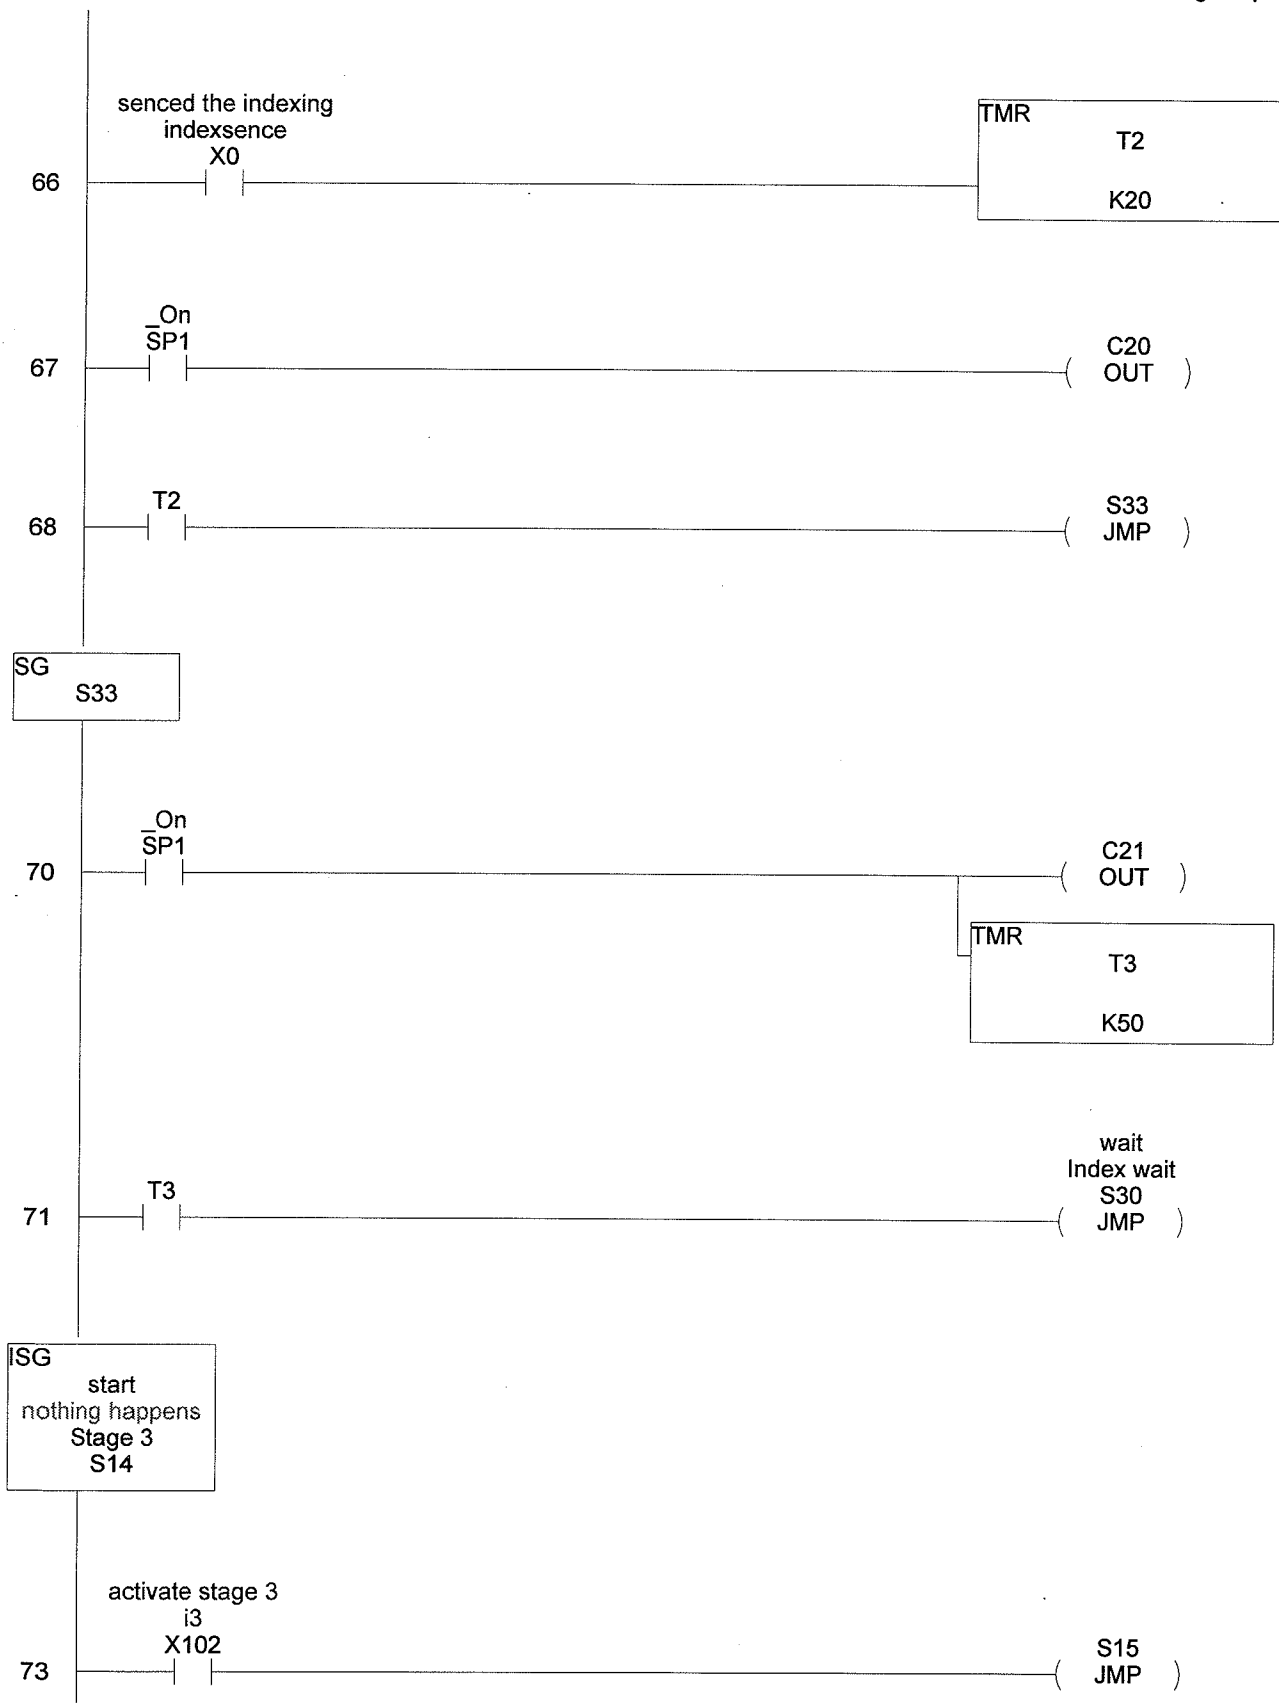 senced the indexing
indexsence
X0
66
TMR
T2
K20
_On
SP1
67
C20
OUT
T2
68
S33
JMP
SG
S33
_On
SP1
70
C21
OUT
TMR
T3
K50
wait
Index wait
T3
S30
71
JMP
ISG
start
nothing happens
Stage 3
S14
activate stage 3
i3
X102
73
S15
JMP